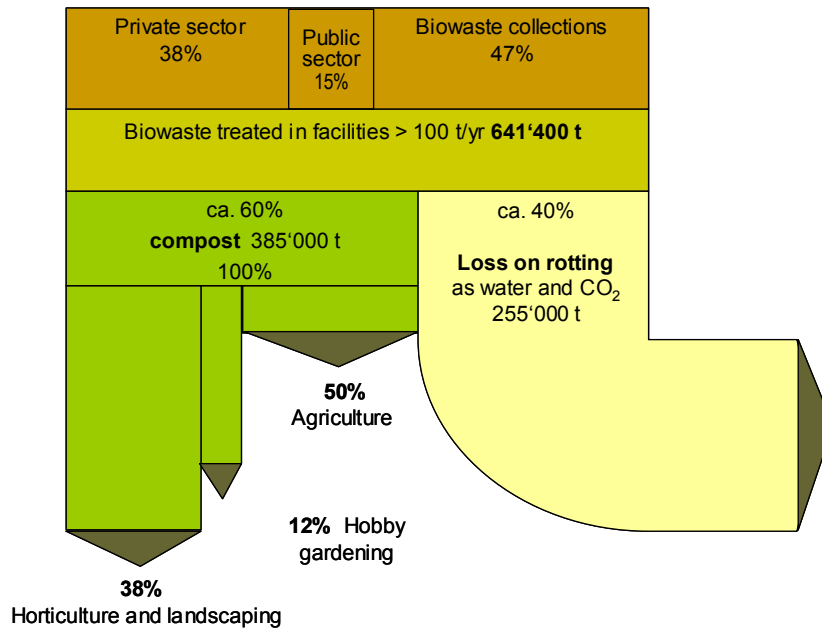 Private sector
38%
Public
sector
15%
Biowaste collections
47%
Biowaste treated in facilities > 100 t/yr 641‘400 t
ca. 60%
compost 385‘000 t
100%
ca. 40%
Loss on rotting
as water and CO₂
255‘000 t
50%
Agriculture
12% Hobby
gardening
38%
Horticulture and landscaping